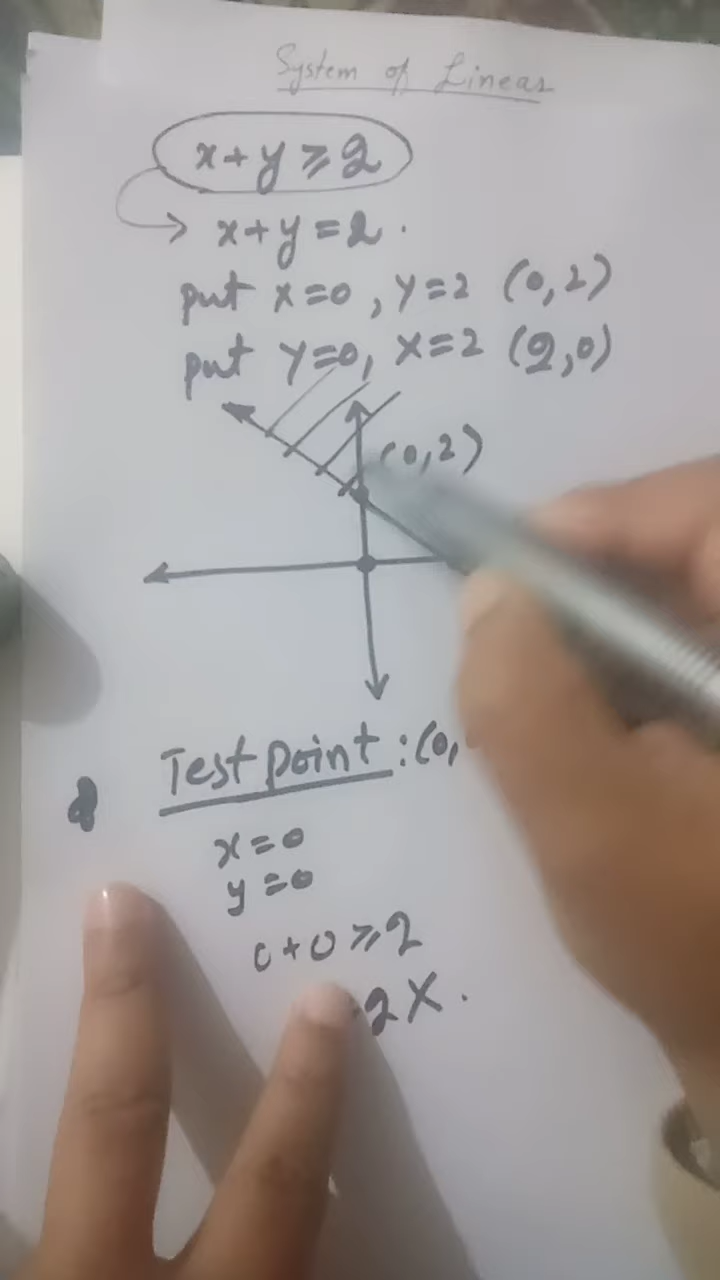 System of Linear
x+y ≥ 2
x+y=2.
put x=0, y=2 (0,2)
put y=0, x=2 (2,0)
(0,2)
Test point : (0,
x=0
y=0
0+0 ≥ 2
2 X.